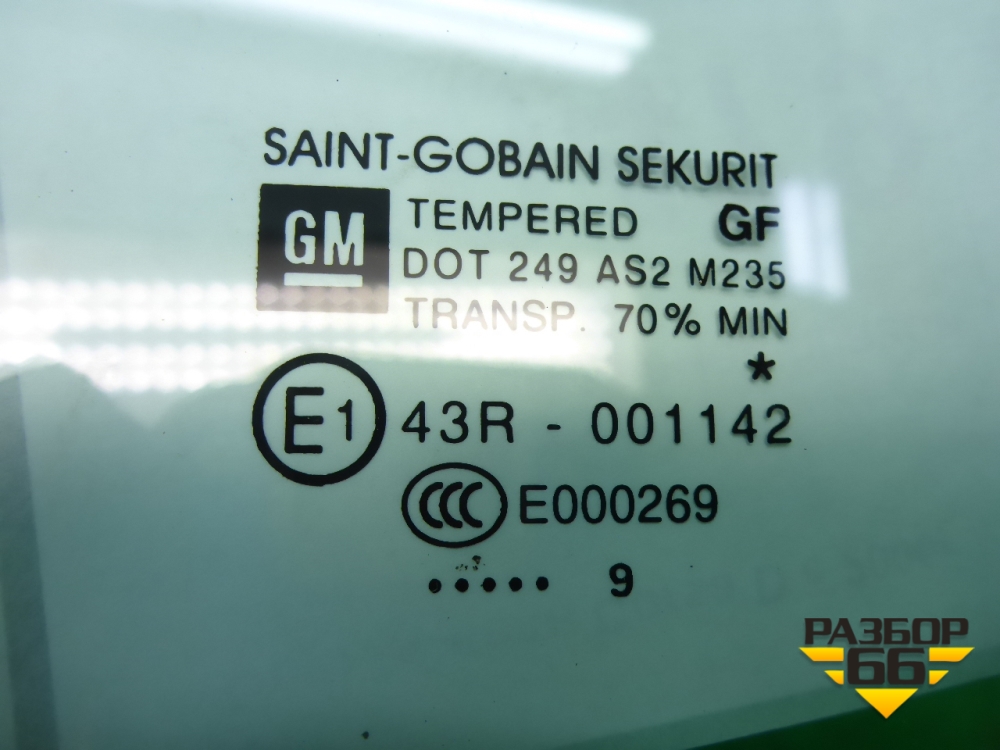 SAINT-GOBAIN SEKURIT
GM
TEMPERED GF
DOT 249 AS2 M235
TRANSP. 70% MIN
*
E1 43R - 001142
CCC E000269
..... 9
РАЗБОР
66